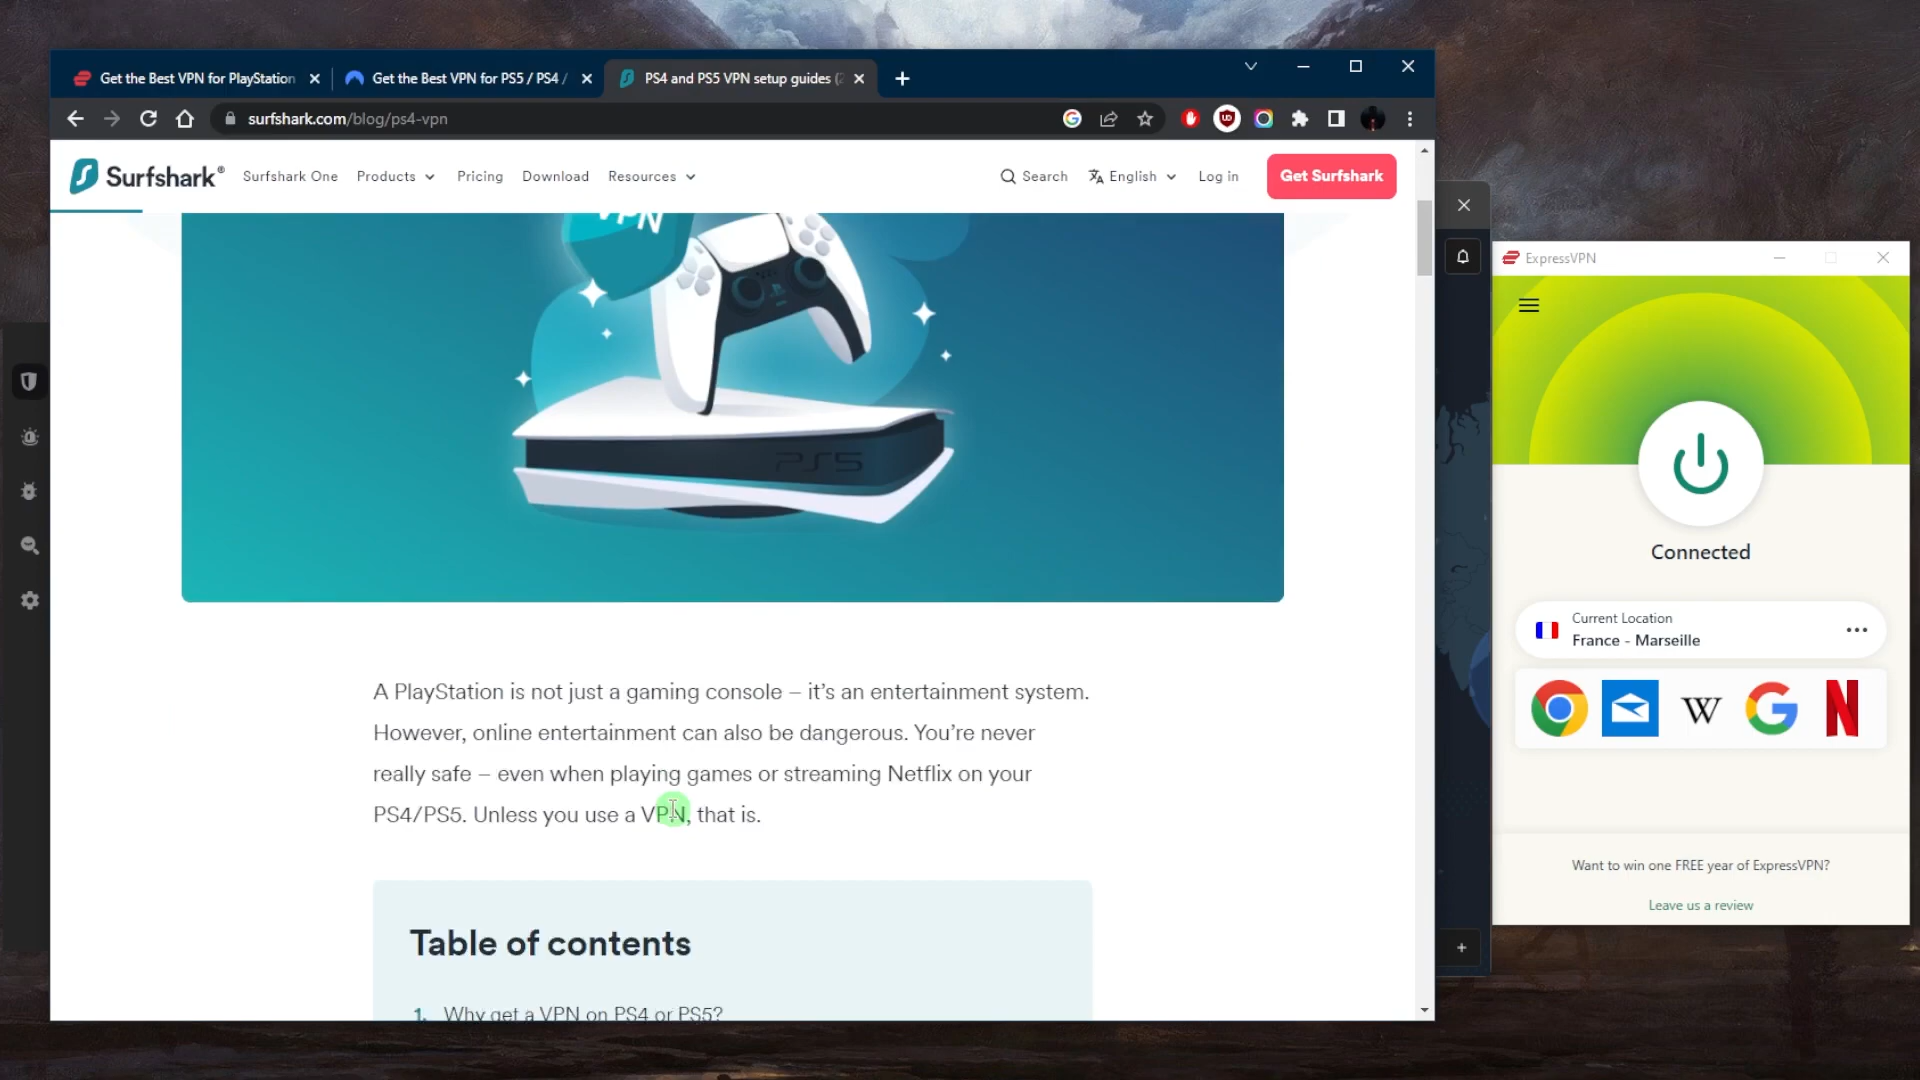 Get the Best VPN for PlayStation
Get the Best VPN for PS5 / PS4 /
PS4 and PS5 VPN setup guides (2
surfshark.com/blog/ps4-vpn
Surfshark®
Surfshark One
Products
Pricing
Download
Resources
Search
English
Log in
Get Surfshark
VPN
PS5
A PlayStation is not just a gaming console – it’s an entertainment system.
However, online entertainment can also be dangerous. You’re never
really safe – even when playing games or streaming Netflix on your
PS4/PS5. Unless you use a VPN, that is.
Table of contents
1. Why get a VPN on PS4 or PS5?
ExpressVPN
Connected
Current Location
France - Marseille
W
G
N
Want to win one FREE year of ExpressVPN?
Leave us a review